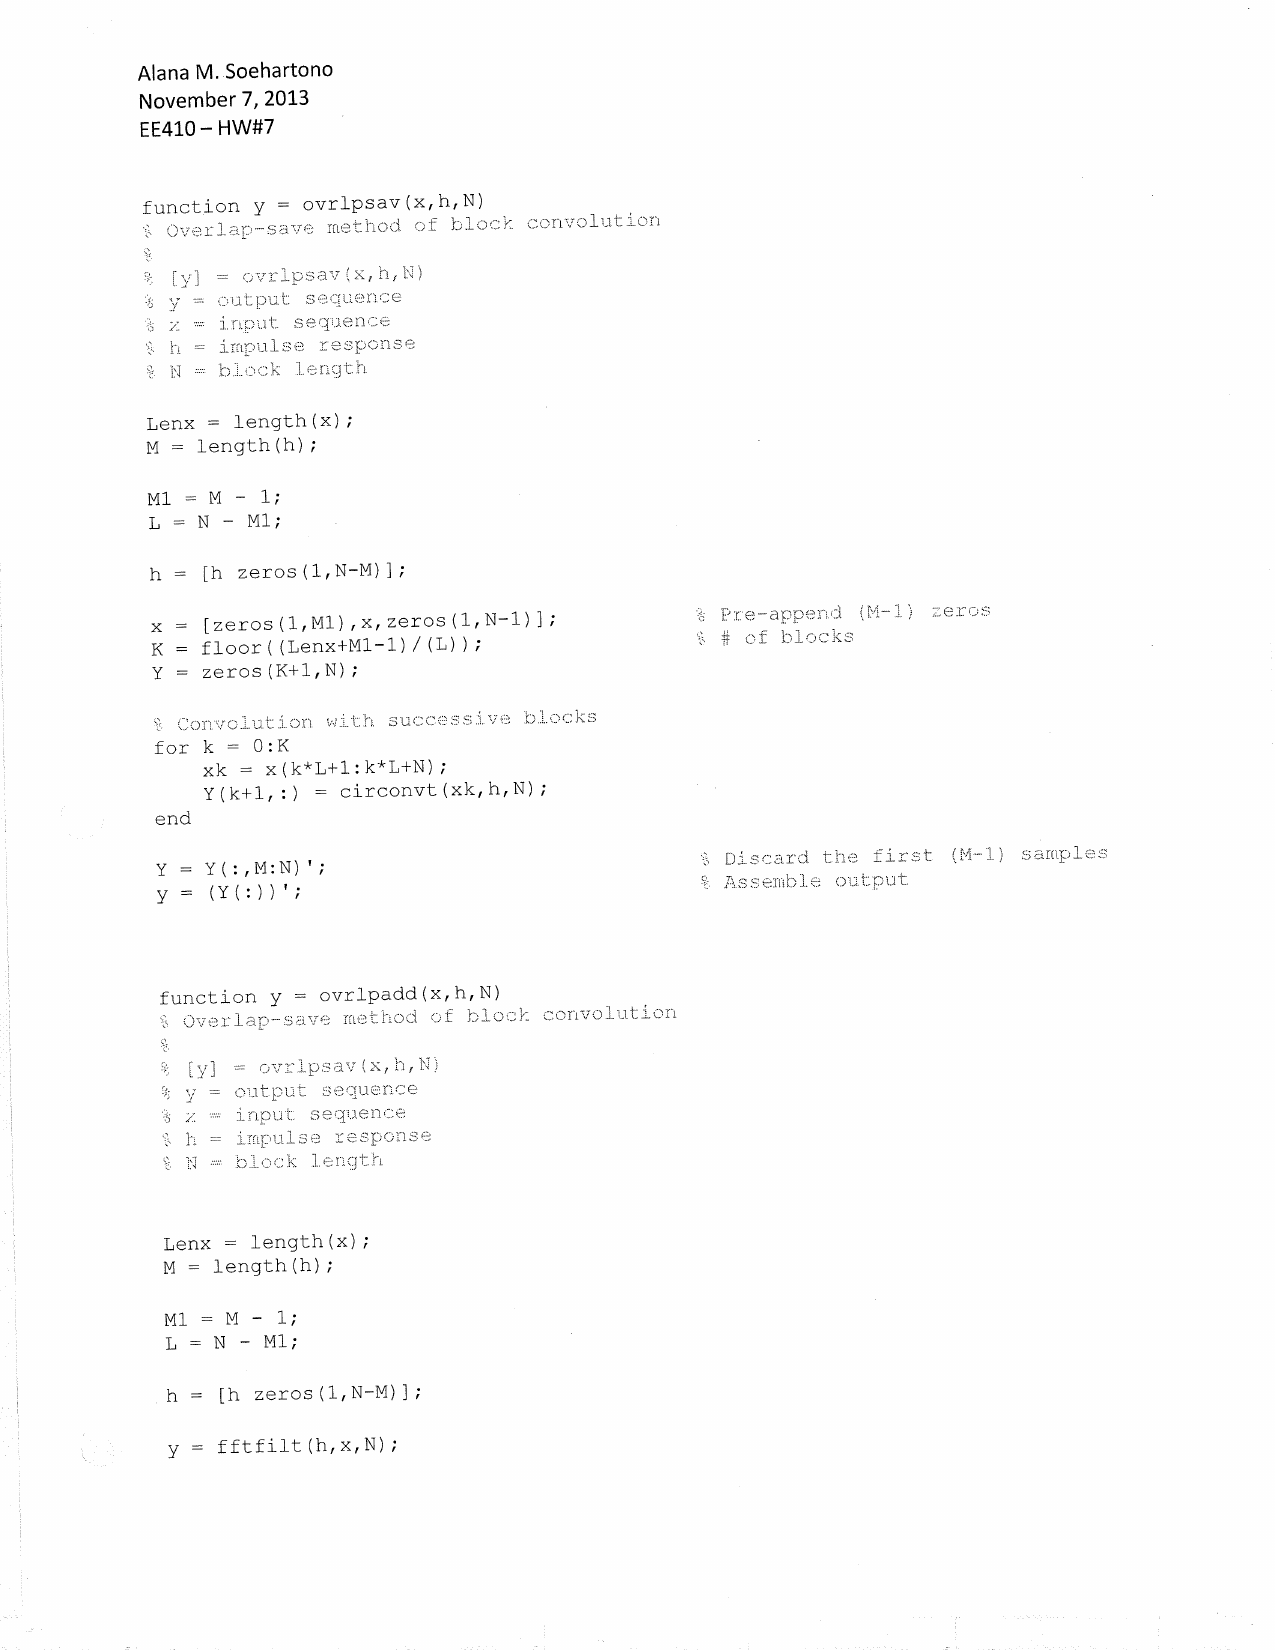 Alana M. Soehartono
November 7, 2013
EE410 – HW#7
function y = ovrlpsav(x,h,N)
% Overlap-save method of block convolution
%
% [y] = ovrlpsav(x,h,N)
% y = output sequence
% x = input sequence
% h = impulse response
% N = block length
Lenx = length(x);
M = length(h);
M1 = M - 1;
L = N - M1;
h = [h zeros(1,N-M)];
x = [zeros(1,M1),x,zeros(1,N-1)]; % Pre-append (M-1) zeros
K = floor((Lenx+M1-1)/(L)); % # of blocks
Y = zeros(K+1,N);
% Convolution with successive blocks
for k = 0:K
xk = x(k*L+1:k*L+N);
Y(k+1,:) = circonvt(xk,h,N);
end
Y = Y(:,M:N)'; % Discard the first (M-1) samples
y = (Y(:))'; % Assemble output
function y = ovrlpadd(x,h,N)
% Overlap-save method of block convolution
%
% [y] = ovrlpsav(x,h,N)
% y = output sequence
% x = input sequence
% h = impulse response
% N = block length
Lenx = length(x);
M = length(h);
M1 = M - 1;
L = N - M1;
h = [h zeros(1,N-M)];
y = fftfilt(h,x,N);